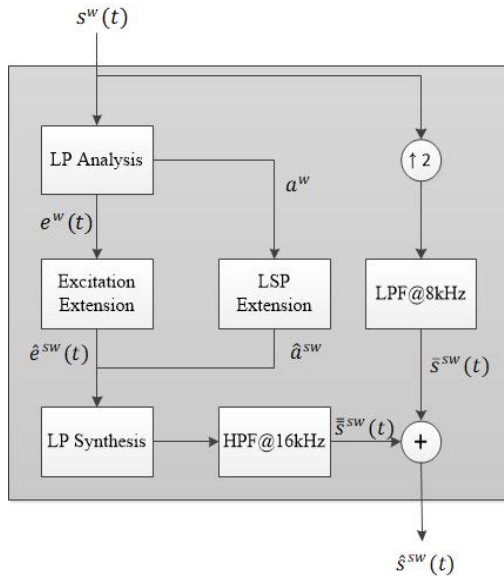 s^w(t)
LP Analysis
↑ 2
a^w
e^w(t)
Excitation
Extension
LSP
Extension
LPF@8kHz
ê^sw(t)
â^sw
s̄^sw(t)
LP Synthesis
HPF@16kHz
s̿^sw(t)
+
ŝ^sw(t)